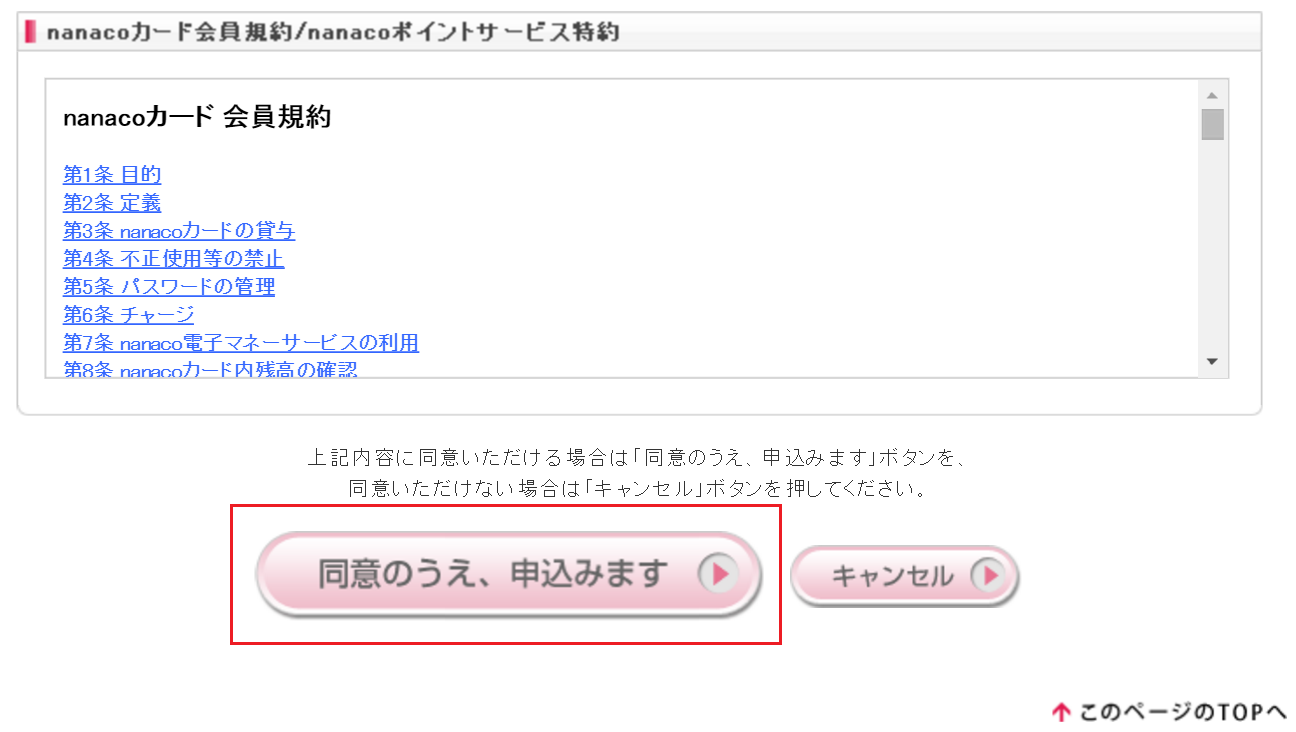 nanacoカード会員規約/nanacoポイントサービス特約
nanacoカード 会員規約
第1条 目的
第2条 定義
第3条 nanacoカードの貸与
第4条 不正使用等の禁止
第5条 パスワードの管理
第6条 チャージ
第7条 nanaco電子マネーサービスの利用
第8条 nanacoカード内残高の確認
上記内容に同意いただける場合は「同意のうえ、申込みます」ボタンを、
同意いただけない場合は「キャンセル」ボタンを押してください。
同意のうえ、申込みます
キャンセル
このページのTOPへ